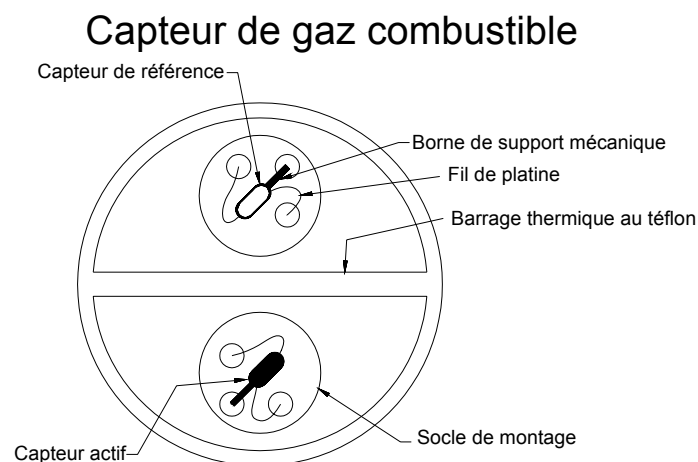 Capteur de gaz combustible
Capteur de référence
Borne de support mécanique
Fil de platine
Barrage thermique au téflon
Socle de montage
Capteur actif